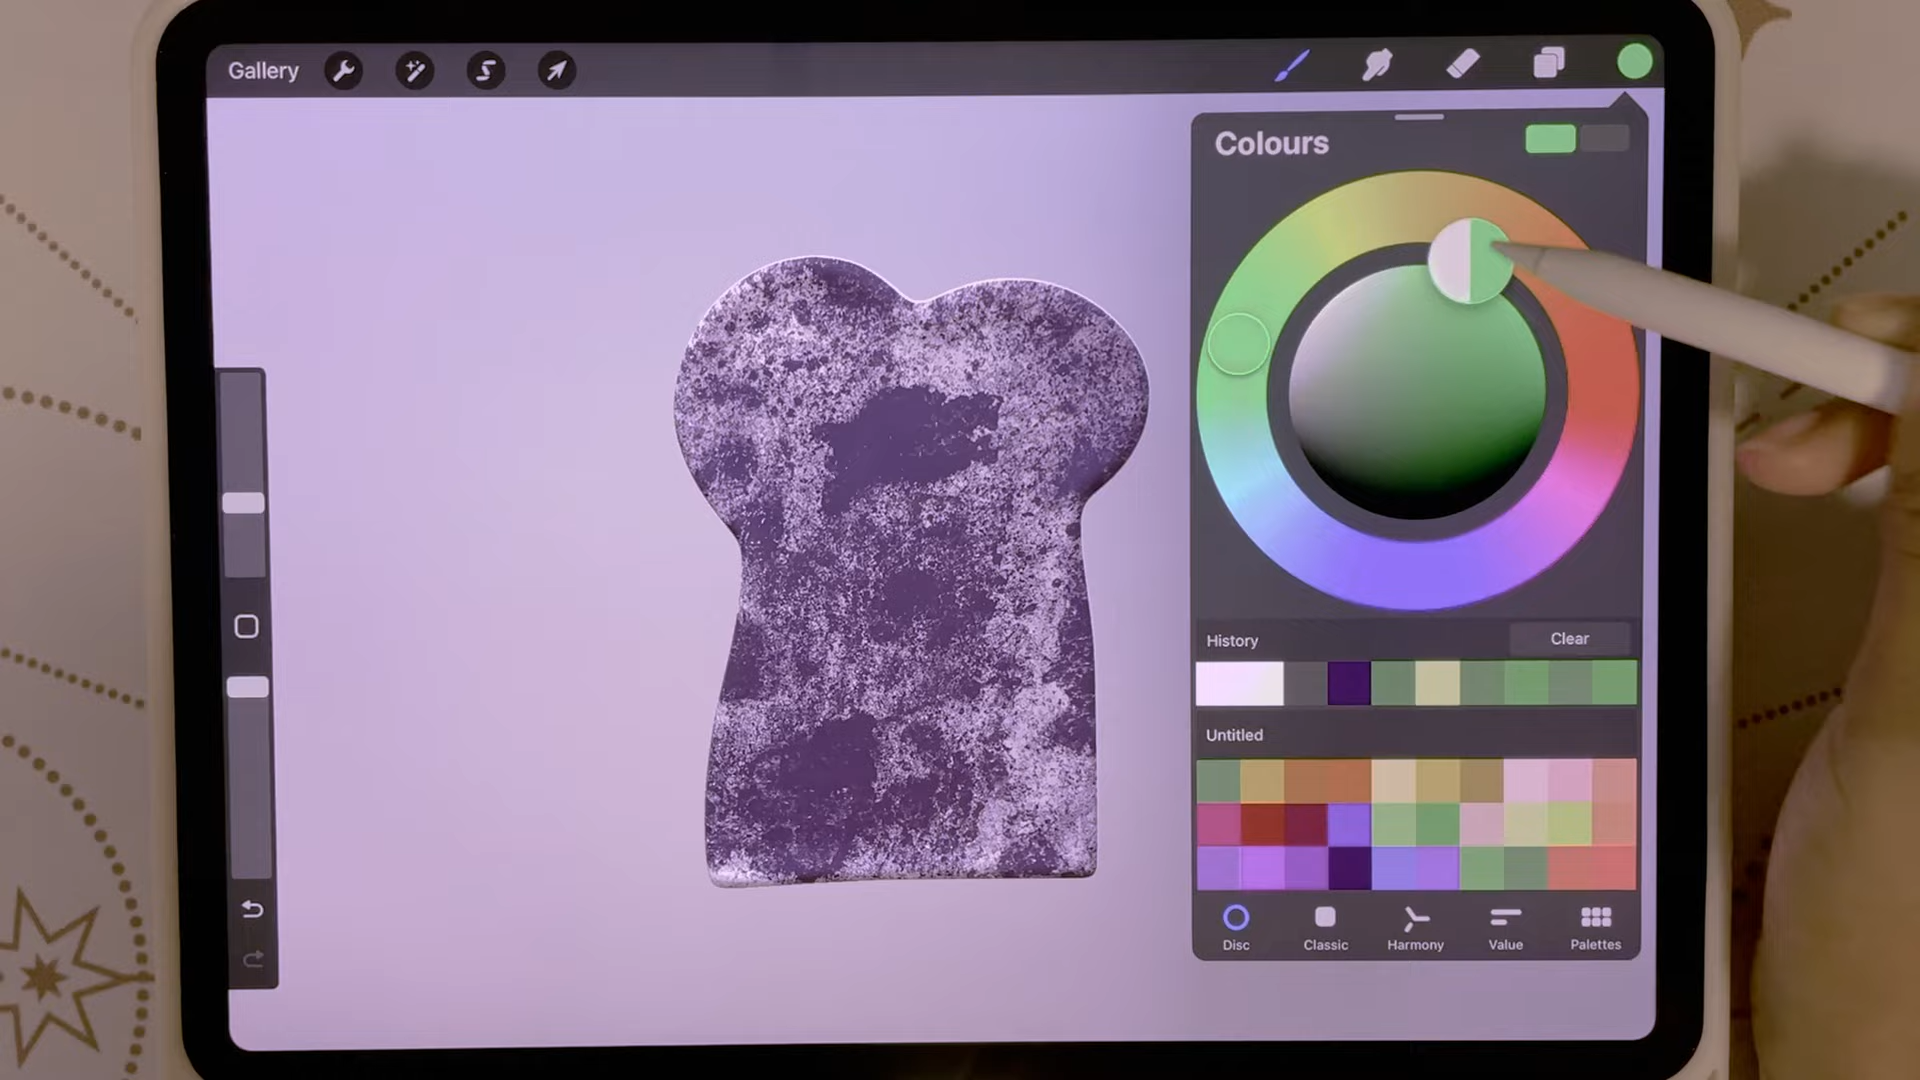 Gallery
Colours
History
Clear
Untitled
Disc
Classic
Harmony
Value
Palettes